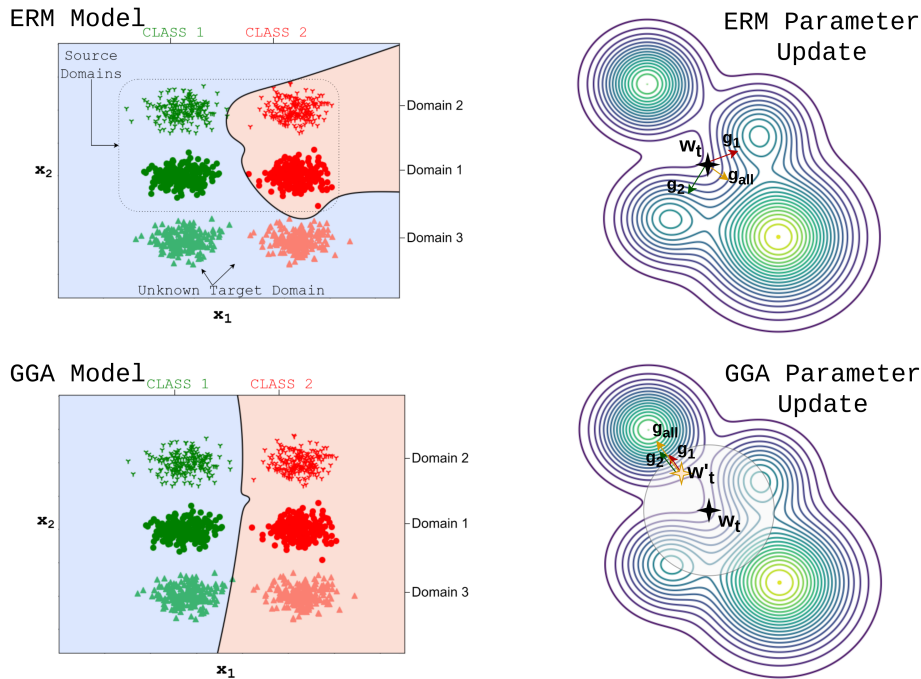 ERM Model
CLASS 1
CLASS 2
Source
Domains
Domain 2
Domain 1
Domain 3
x2
Unknown Target Domain
x1
ERM Parameter
Update
wt
g1
gall
g2
GGA Model
CLASS 1
CLASS 2
Domain 2
Domain 1
Domain 3
x2
x1
GGA Parameter
Update
gall
g1
g2
w't
wt